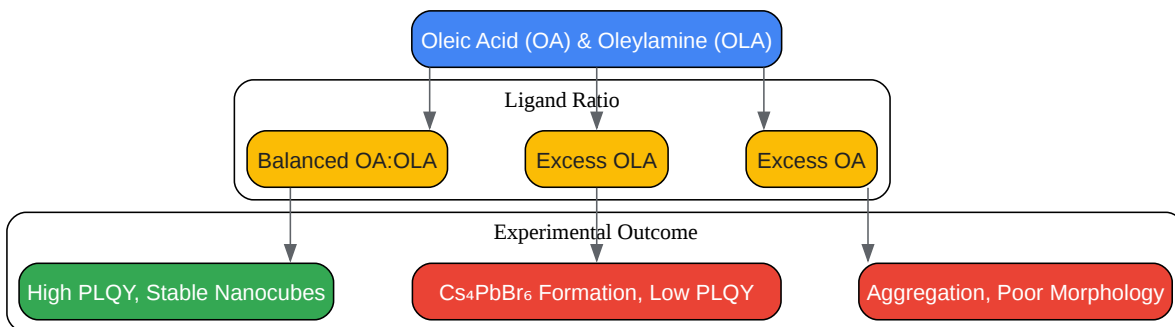 Oleic Acid (OA) & Oleylamine (OLA)
Ligand Ratio
Balanced OA:OLA
Excess OLA
Excess OA
Experimental Outcome
High PLQY, Stable Nanocubes
Cs₄PbBr₆ Formation, Low PLQY
Aggregation, Poor Morphology